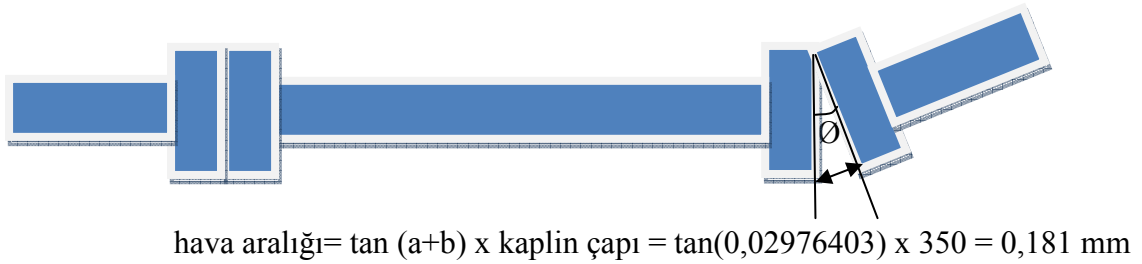 Ø
hava aralığı= tan (a+b) x kaplin çapı = tan(0,02976403) x 350 = 0,181 mm